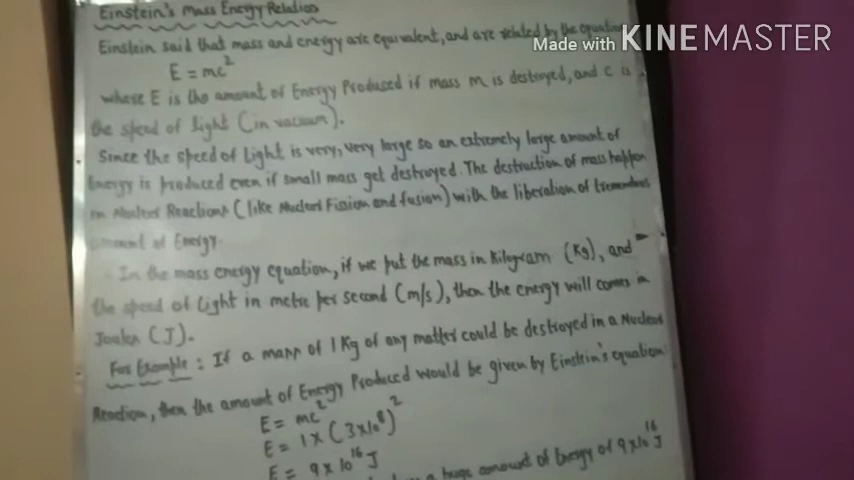 Einstein's Mass Energy Relation
Einstein said that mass and energy are equivalent, and are related by the equation
Made with KINEMASTER
E = mc²
where E is the amount of Energy Produced if mass m is destroyed, and c is
the speed of light (in vacuum).
Since the speed of Light is very, very large so an extremely large amount of
Energy is produced even if small mass get destroyed. The destruction of mass happen
in Nuclear Reactions (like Nuclear Fission and fusion) with the liberation of tremendous
amount of Energy.
In the mass energy equation, if we put the mass in Kilogram (Kg), and
the speed of light in metre per second (m/s), then the energy will comes in
Joules (J).
For Example : If a mass of 1 Kg of any matter could be destroyed in a Nuclear
Reaction, then the amount of Energy Produced would be given by Einstein's equation:
E = mc²
E = 1 × (3×10⁸)²
E = 9 × 10¹⁶ J
a huge amount of Energy of 9×10¹⁶ J